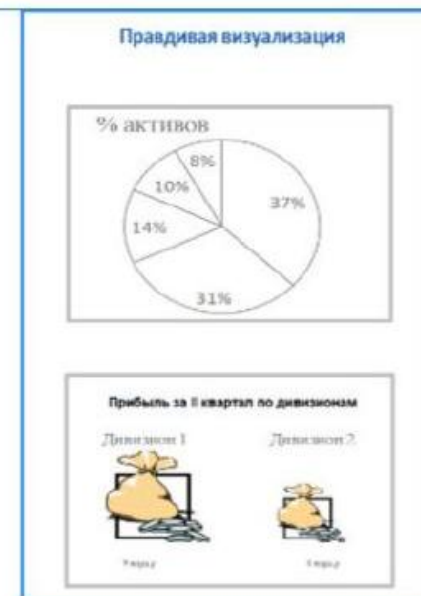 Правдивая визуализация
% активов
8%
10%
37%
14%
31%
Прибыль за II квартал по дивизионам
Дивизион 1
Дивизион 2